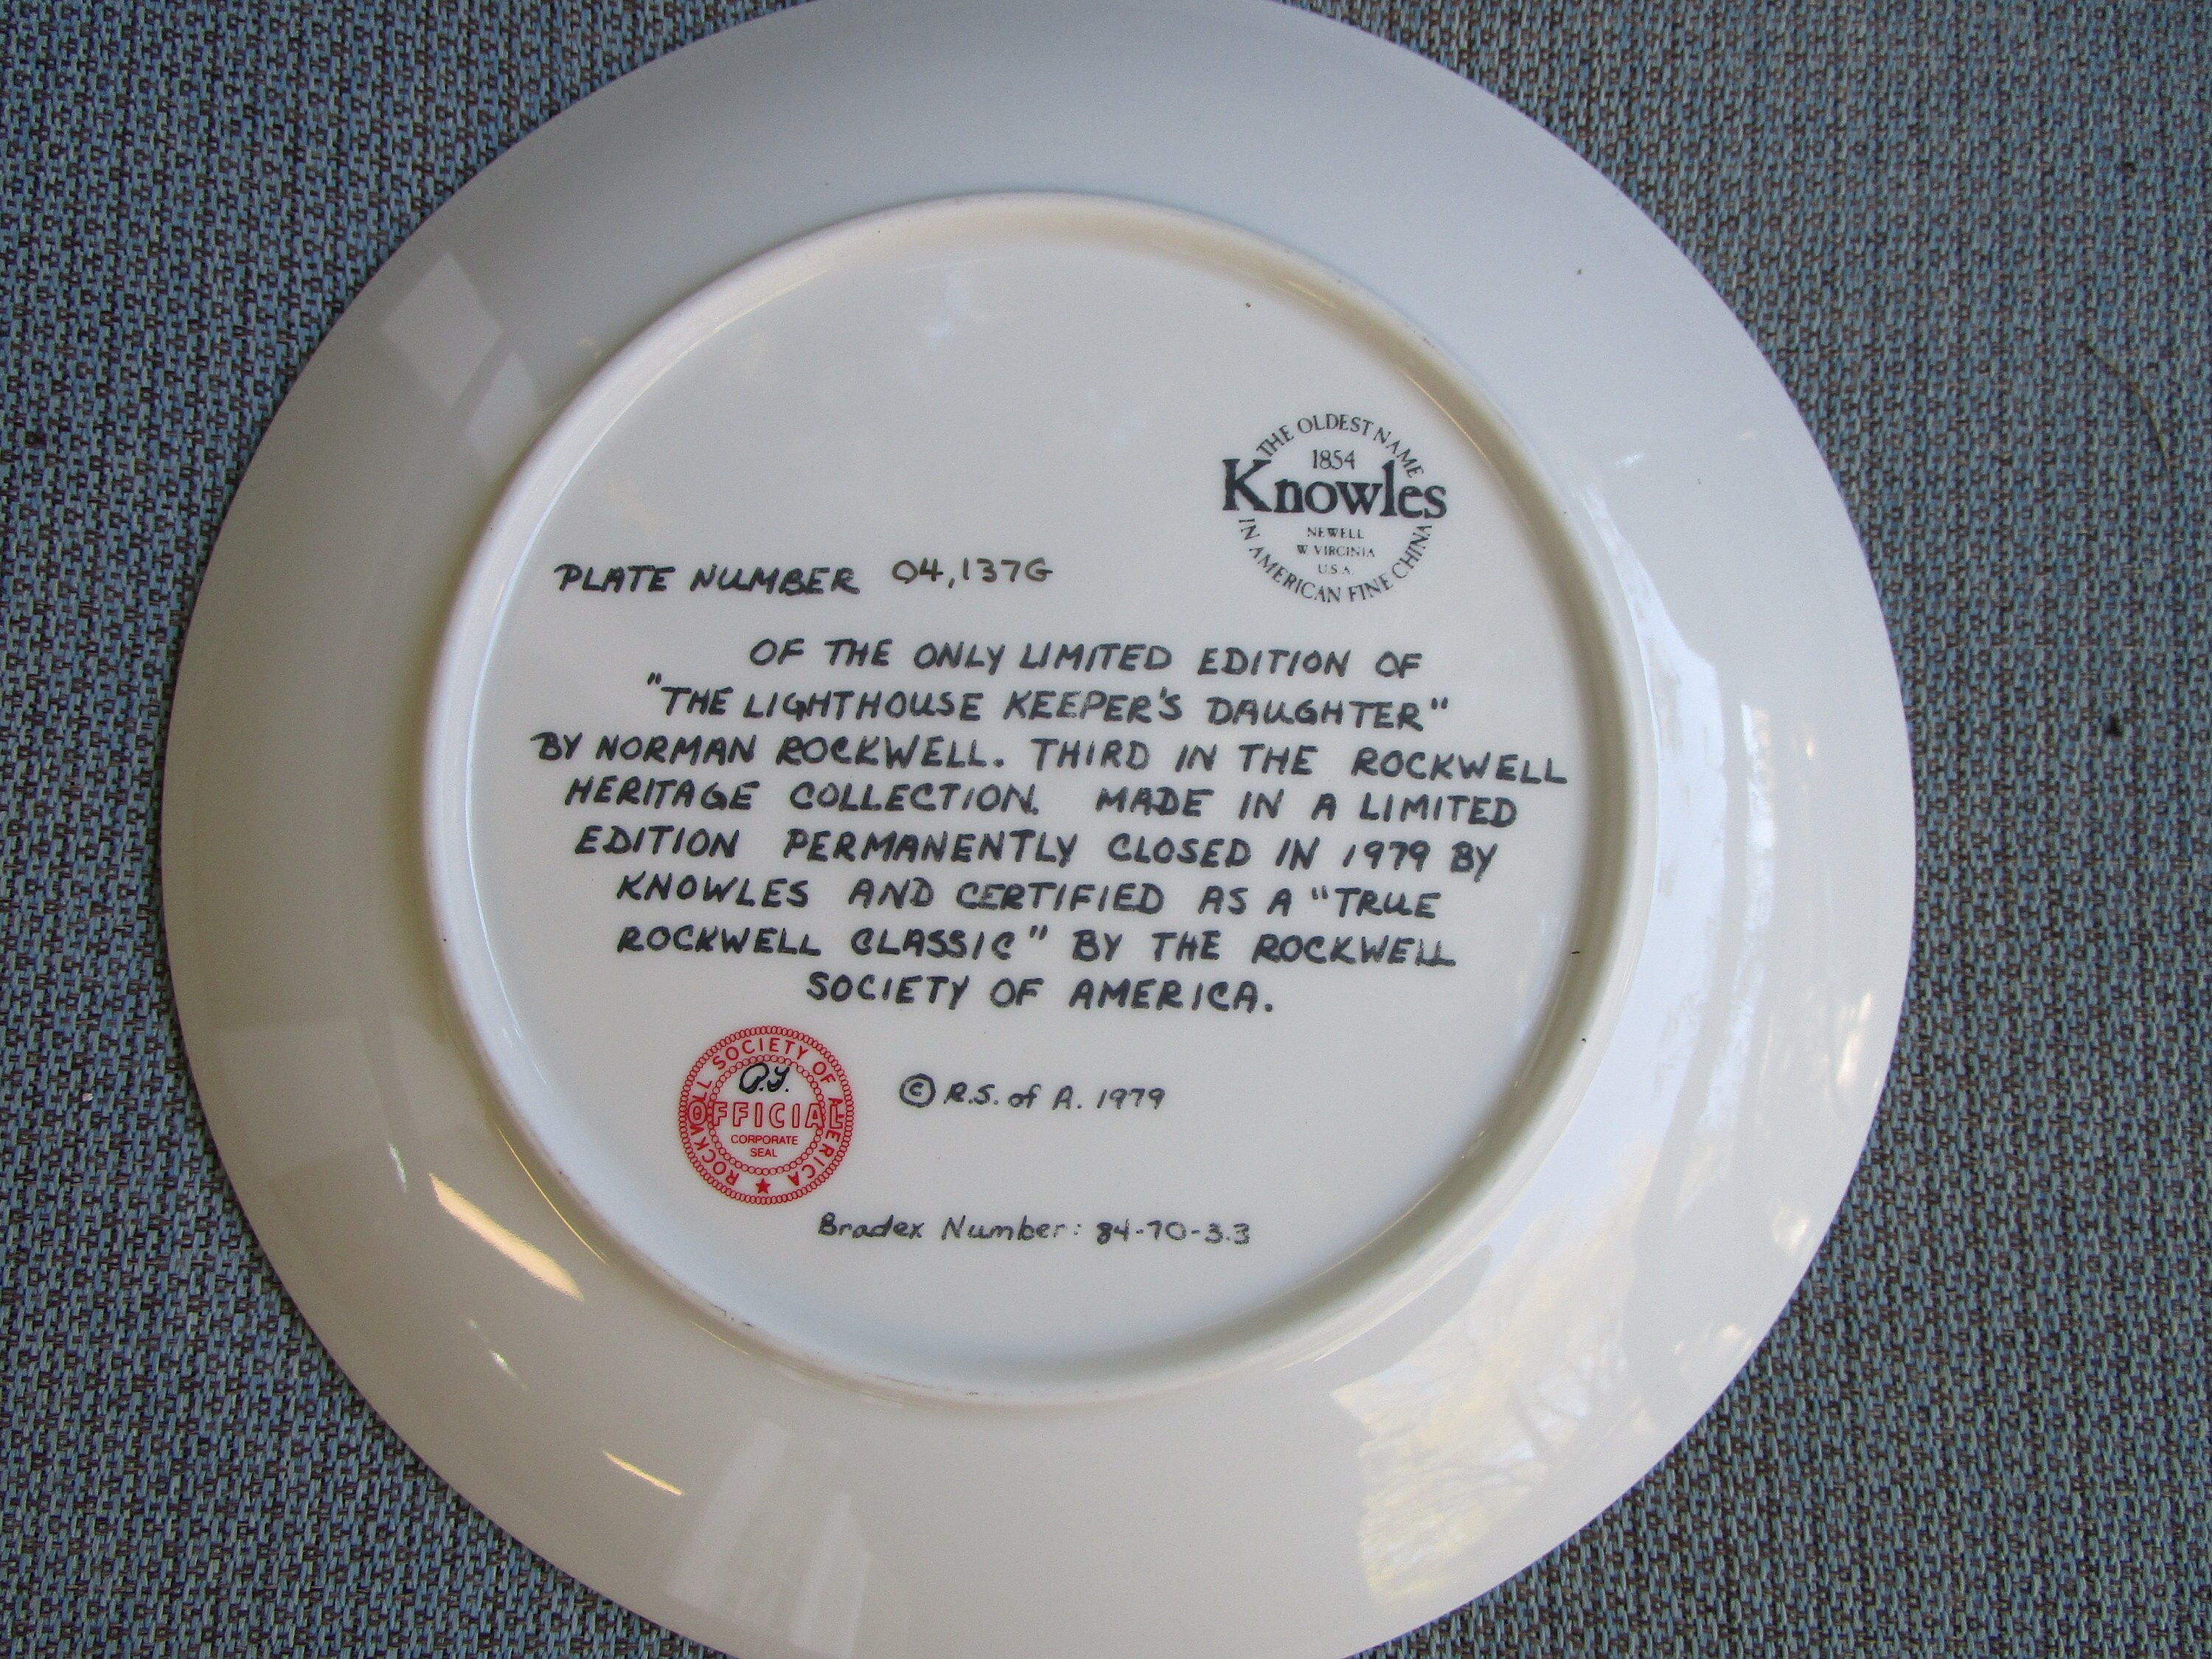 THE OLDEST NAME
1854
Knowles
NEWELL
W VIRGINIA
U.S.A.
IN AMERICAN FINE CHINA
PLATE NUMBER 04,137G
OF THE ONLY LIMITED EDITION OF
"THE LIGHTHOUSE KEEPER'S DAUGHTER"
BY NORMAN ROCKWELL. THIRD IN THE ROCKWELL
HERITAGE COLLECTION. MADE IN A LIMITED
EDITION PERMANENTLY CLOSED IN 1979 BY
KNOWLES AND CERTIFIED AS A "TRUE
ROCKWELL CLASSIC" BY THE ROCKWELL
SOCIETY OF AMERICA.
ROCKWELL SOCIETY OF AMERICA
P.Y.
OFFICIAL
CORPORATE
SEAL
© R.S. of A. 1979
Bradex Number: 84-70-3.3